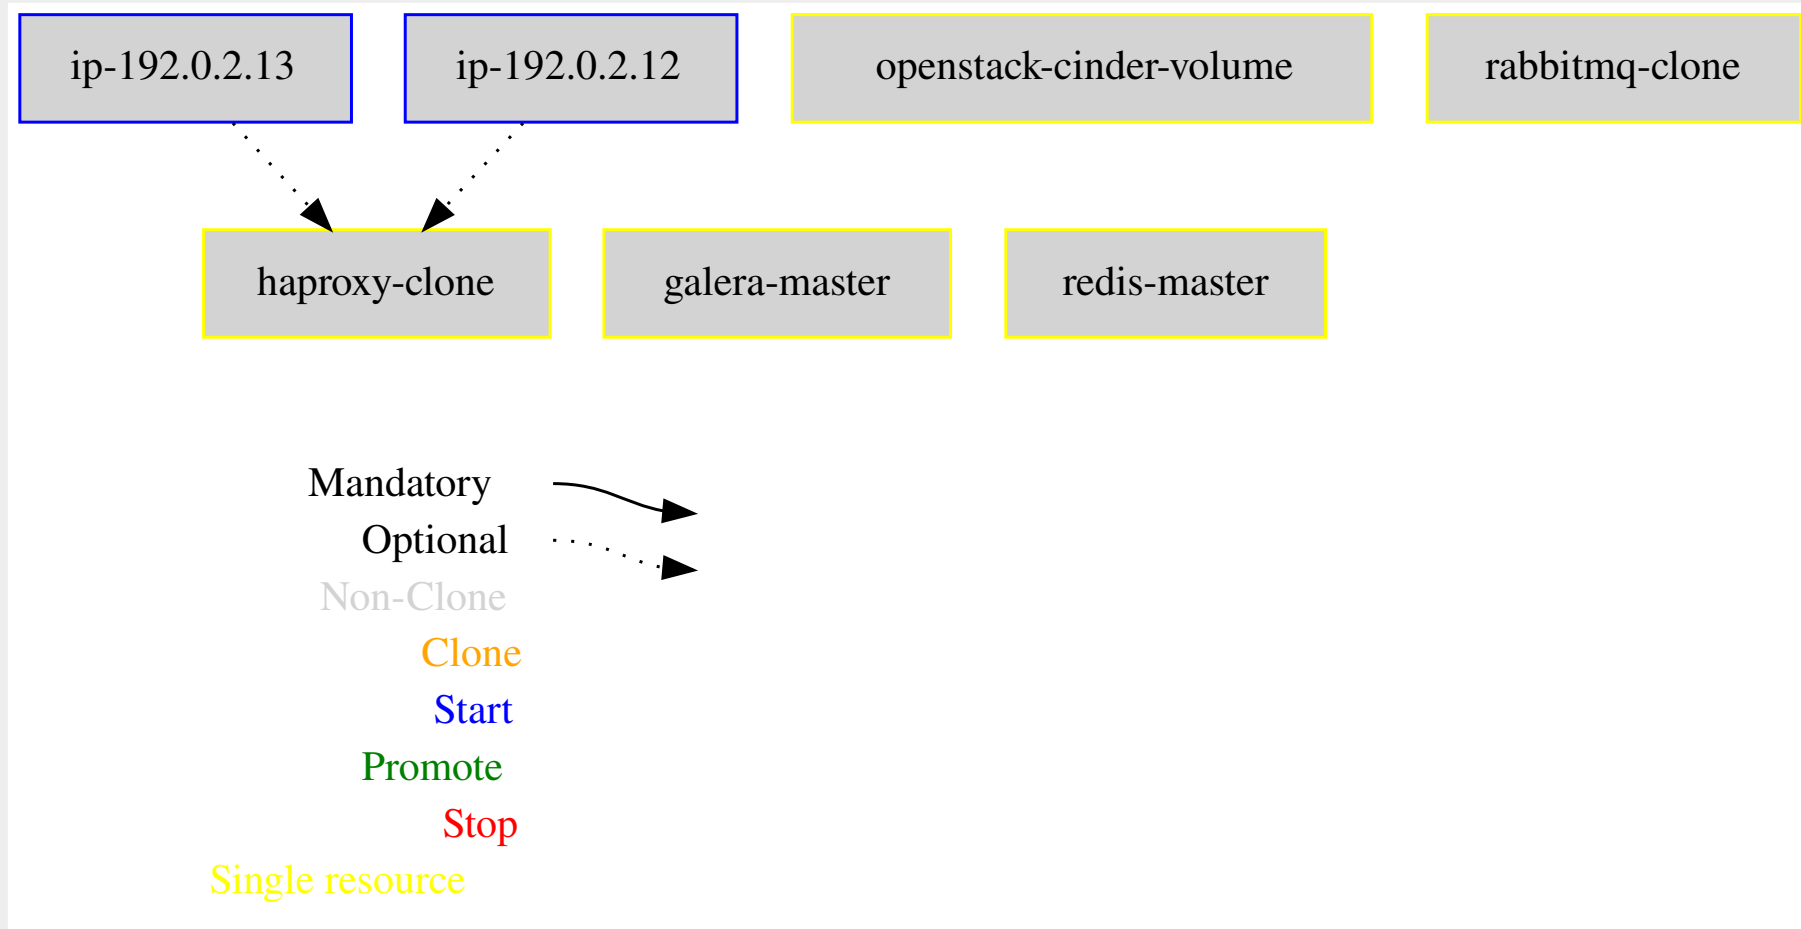 ip-192.0.2.13
ip-192.0.2.12
openstack-cinder-volume
rabbitmq-clone
haproxy-clone
galera-master
redis-master
Mandatory
Optional
Non-Clone
Clone
Start
Promote
Stop
Single resource